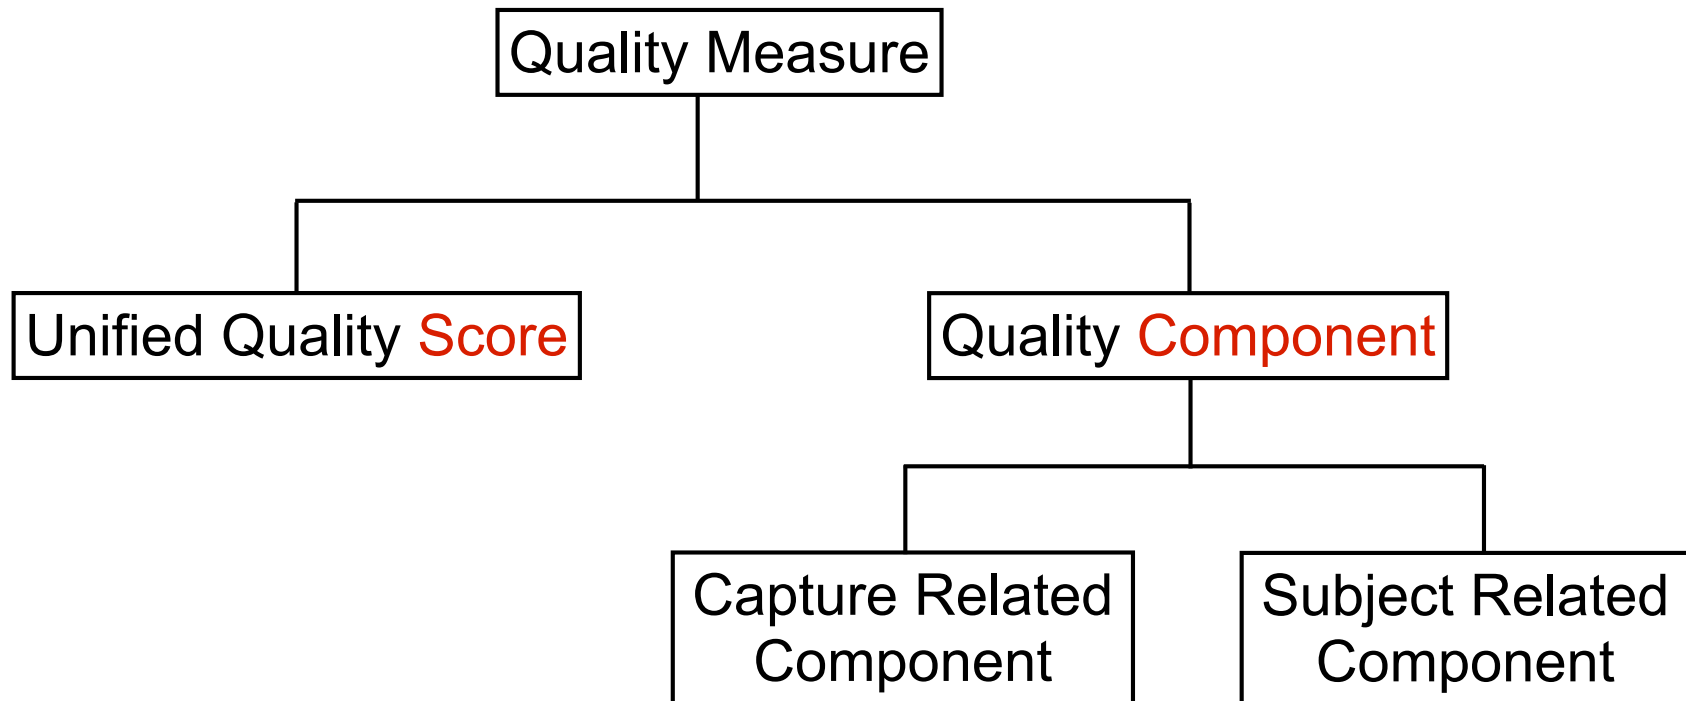 Quality Measure
Unified Quality Score
Quality Component
Capture Related
Component
Subject Related
Component